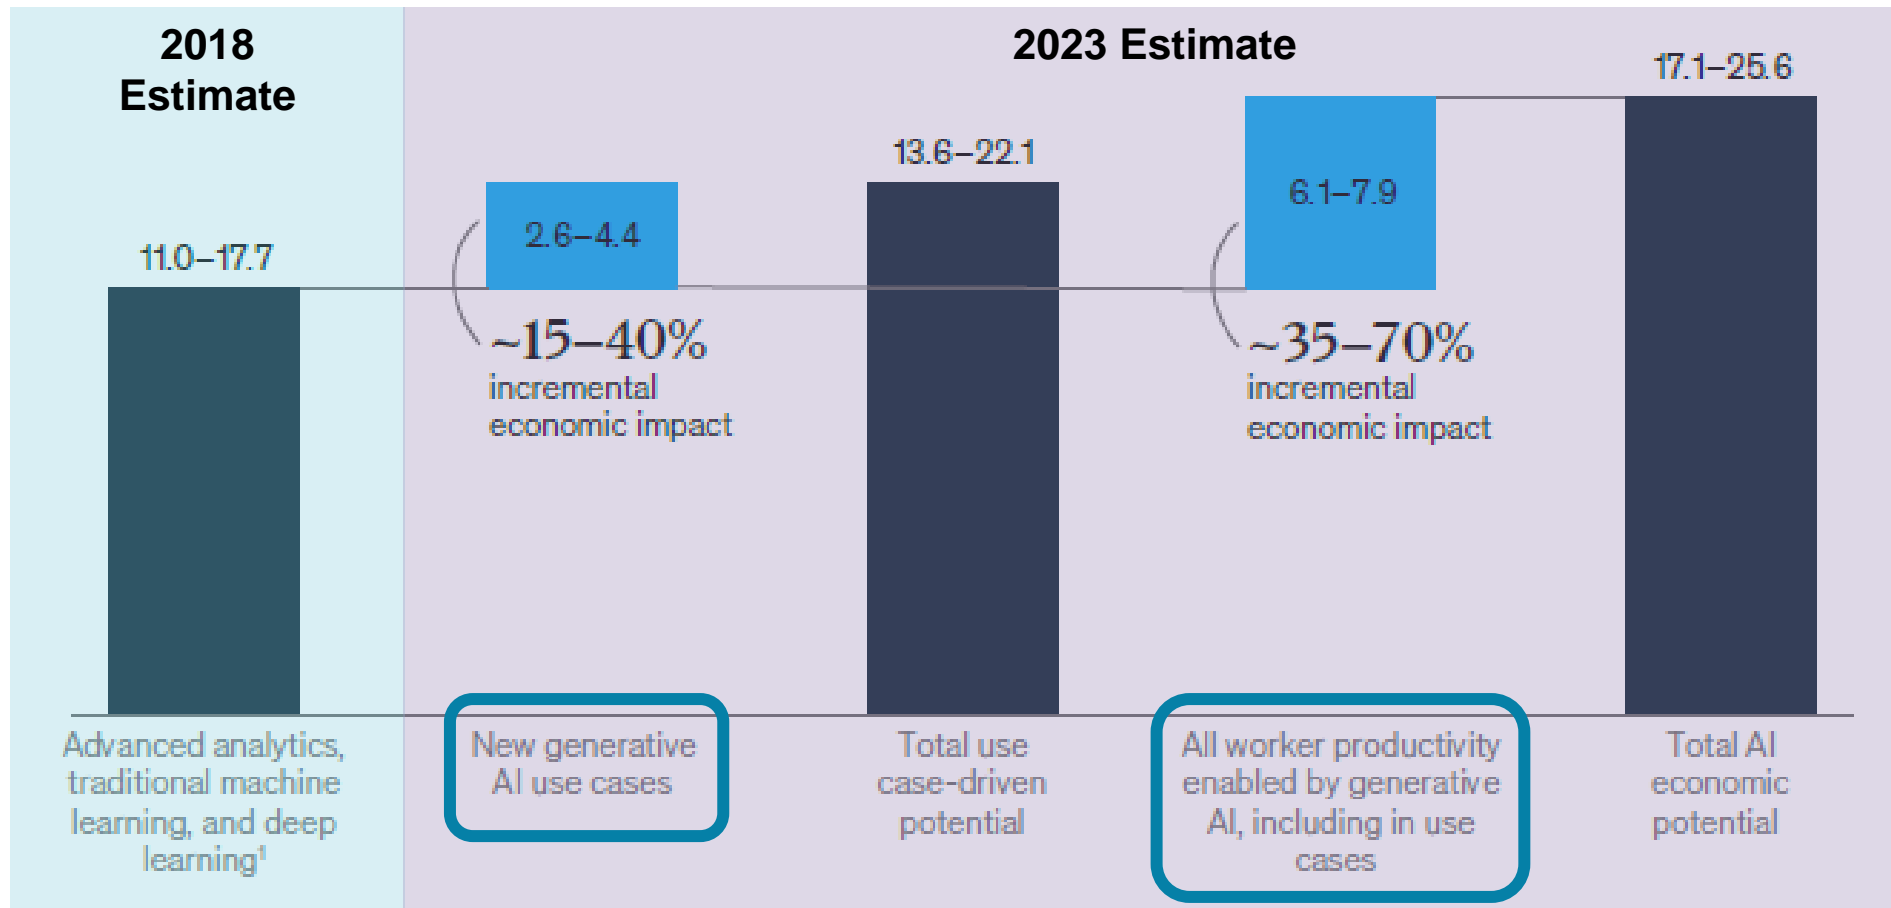 2018
Estimate
2023 Estimate
11.0–17.7
2.6–4.4
~15–40%
incremental
economic impact
13.6–22.1
6.1–7.9
~35–70%
incremental
economic impact
17.1–25.6
Advanced analytics,
traditional machine
learning, and deep
learning¹
New generative
AI use cases
Total use
case-driven
potential
All worker productivity
enabled by generative
AI, including in use
cases
Total AI
economic
potential